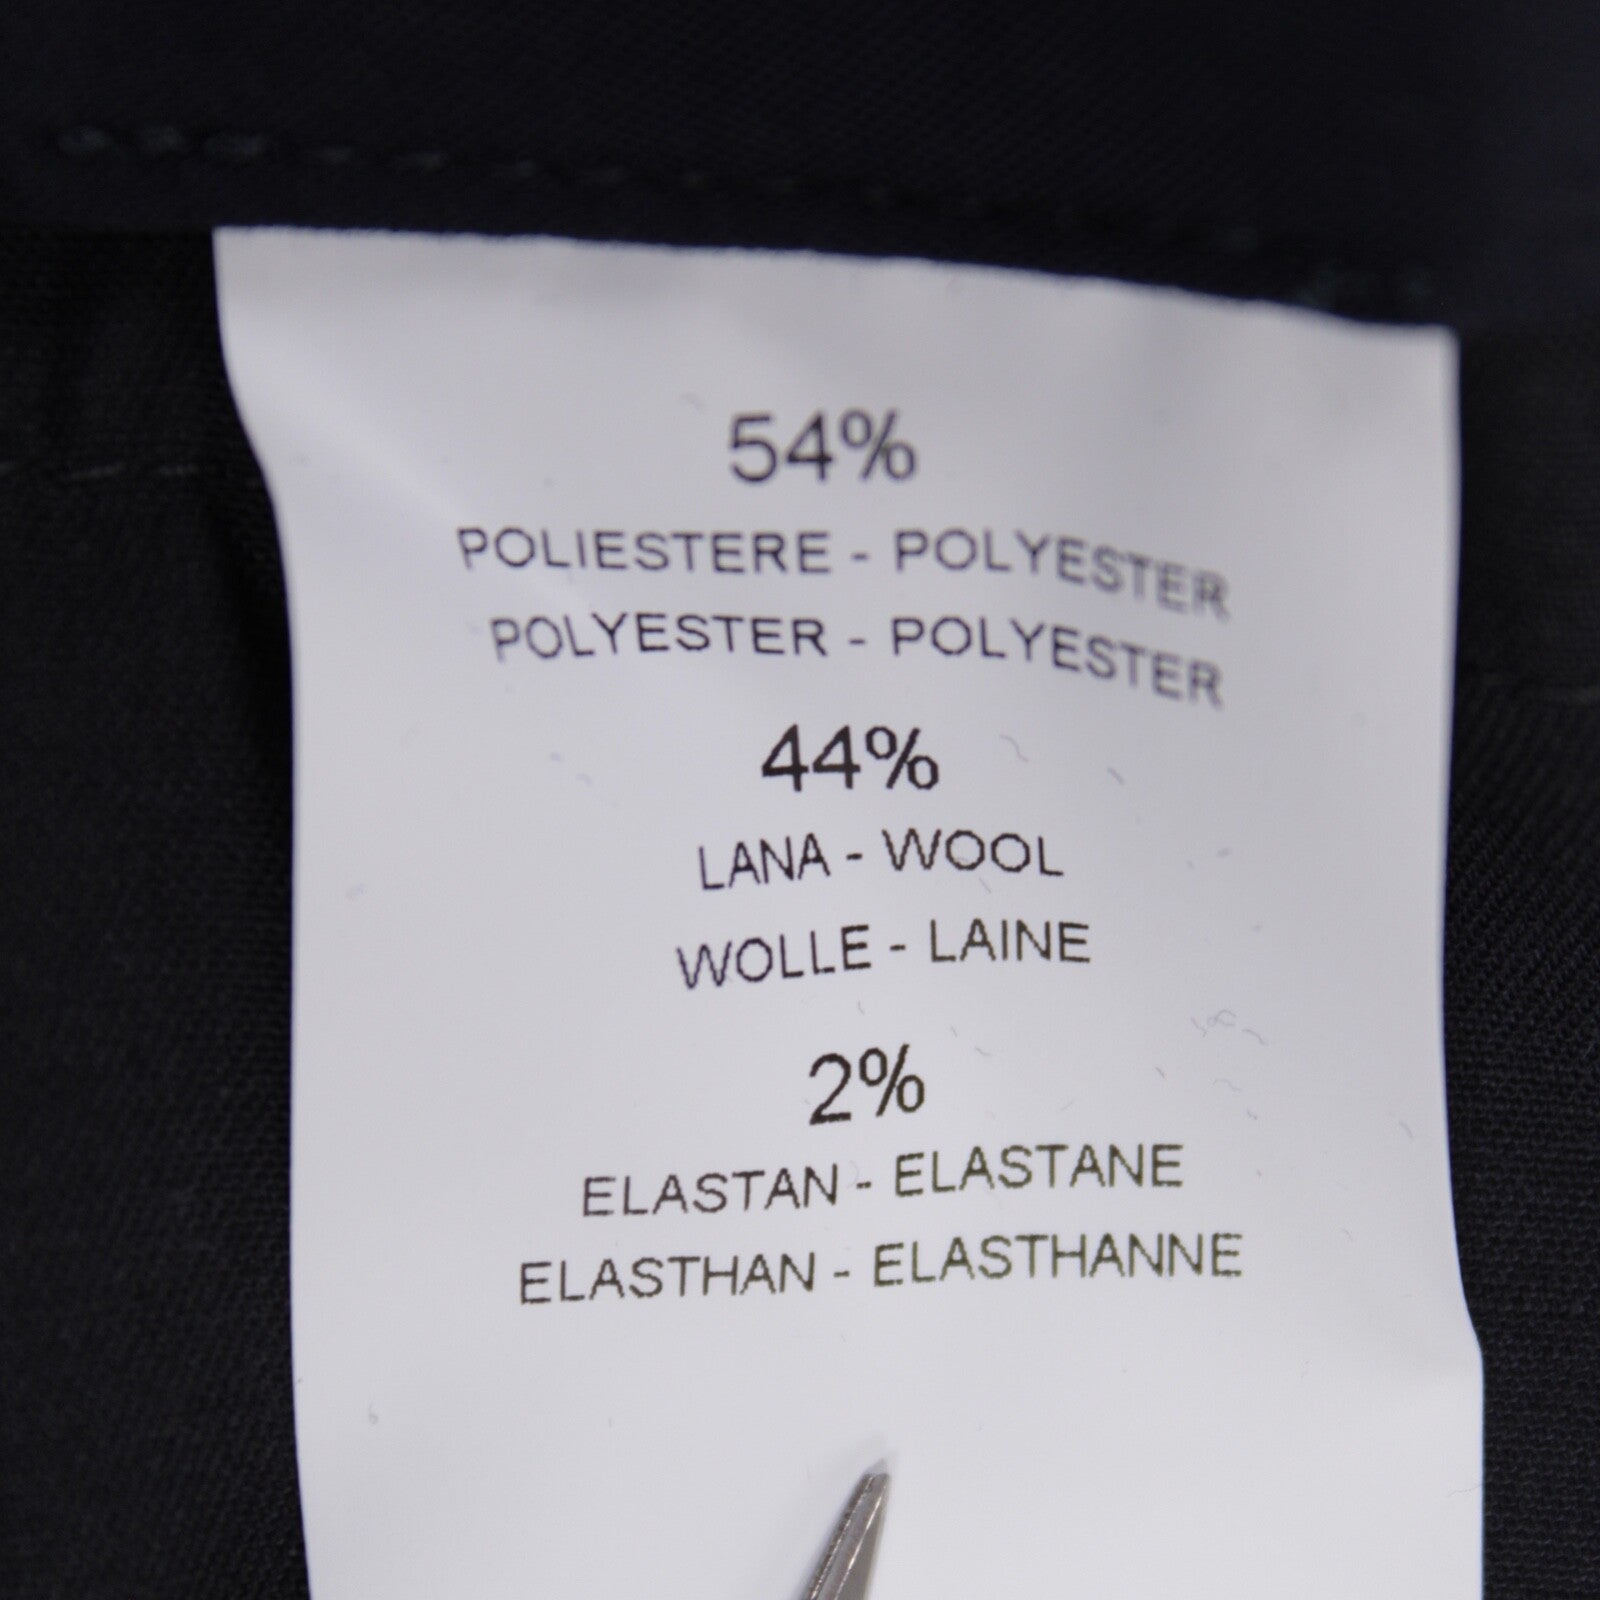 54%
POLIESTERE - POLYESTER
POLYESTER - POLYESTER
44%
LANA - WOOL
WOLLE - LAINE
2%
ELASTAN - ELASTANE
ELASTHAN - ELASTHANNE